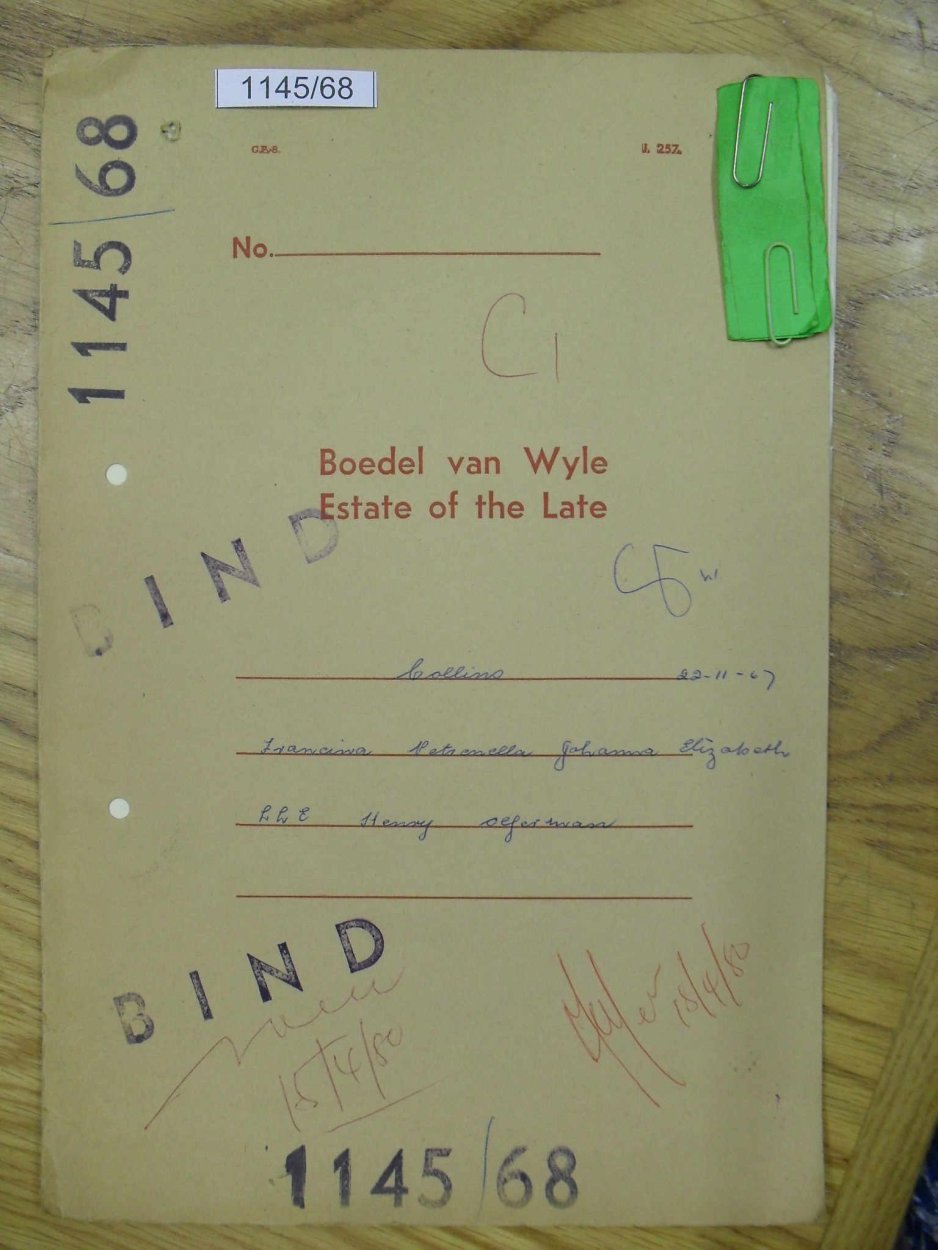 1145/68
1145/68
G.P.-S.
J. 257.
No.
C1
Boedel van Wyle
Estate of the Late
BIND
Collins 22-11-67
Francina Petronella Johanna Elizabeth
Henry
BIND
15/4/80
15/4/80
1145/68